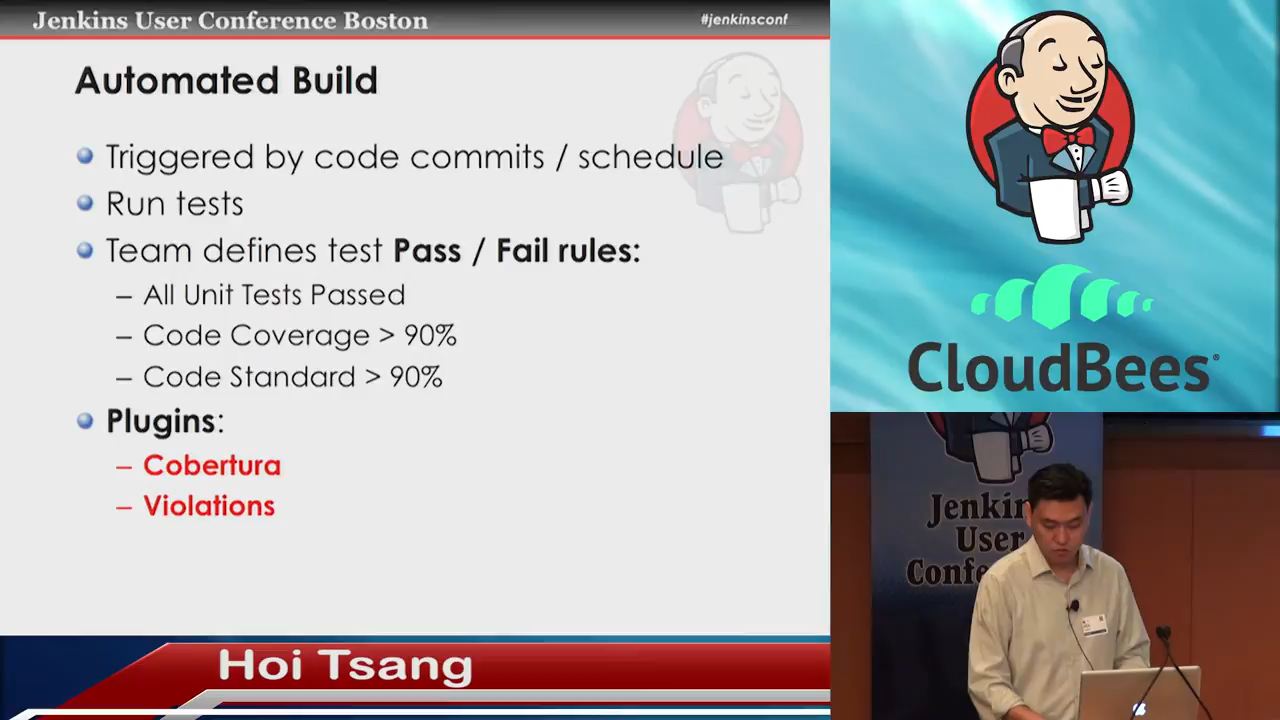 Jenkins User Conference Boston
#jenkinsconf
Automated Build
Triggered by code commits / schedule
Run tests
Team defines test Pass / Fail rules:
– All Unit Tests Passed
– Code Coverage > 90%
– Code Standard > 90%
Plugins:
– Cobertura
– Violations
Hoi Tsang
CloudBees
Jenkin
User
Confe